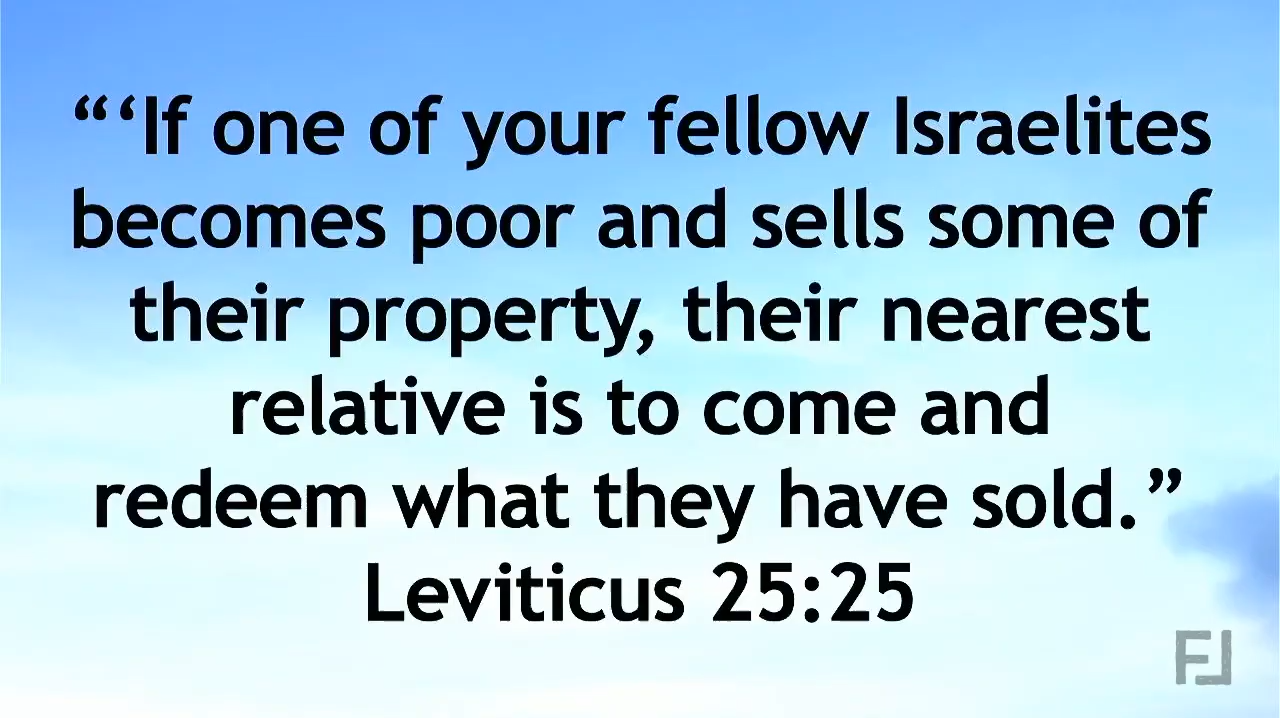 “‘If one of your fellow Israelites
becomes poor and sells some of
their property, their nearest
relative is to come and
redeem what they have sold.”
Leviticus 25:25
FJ